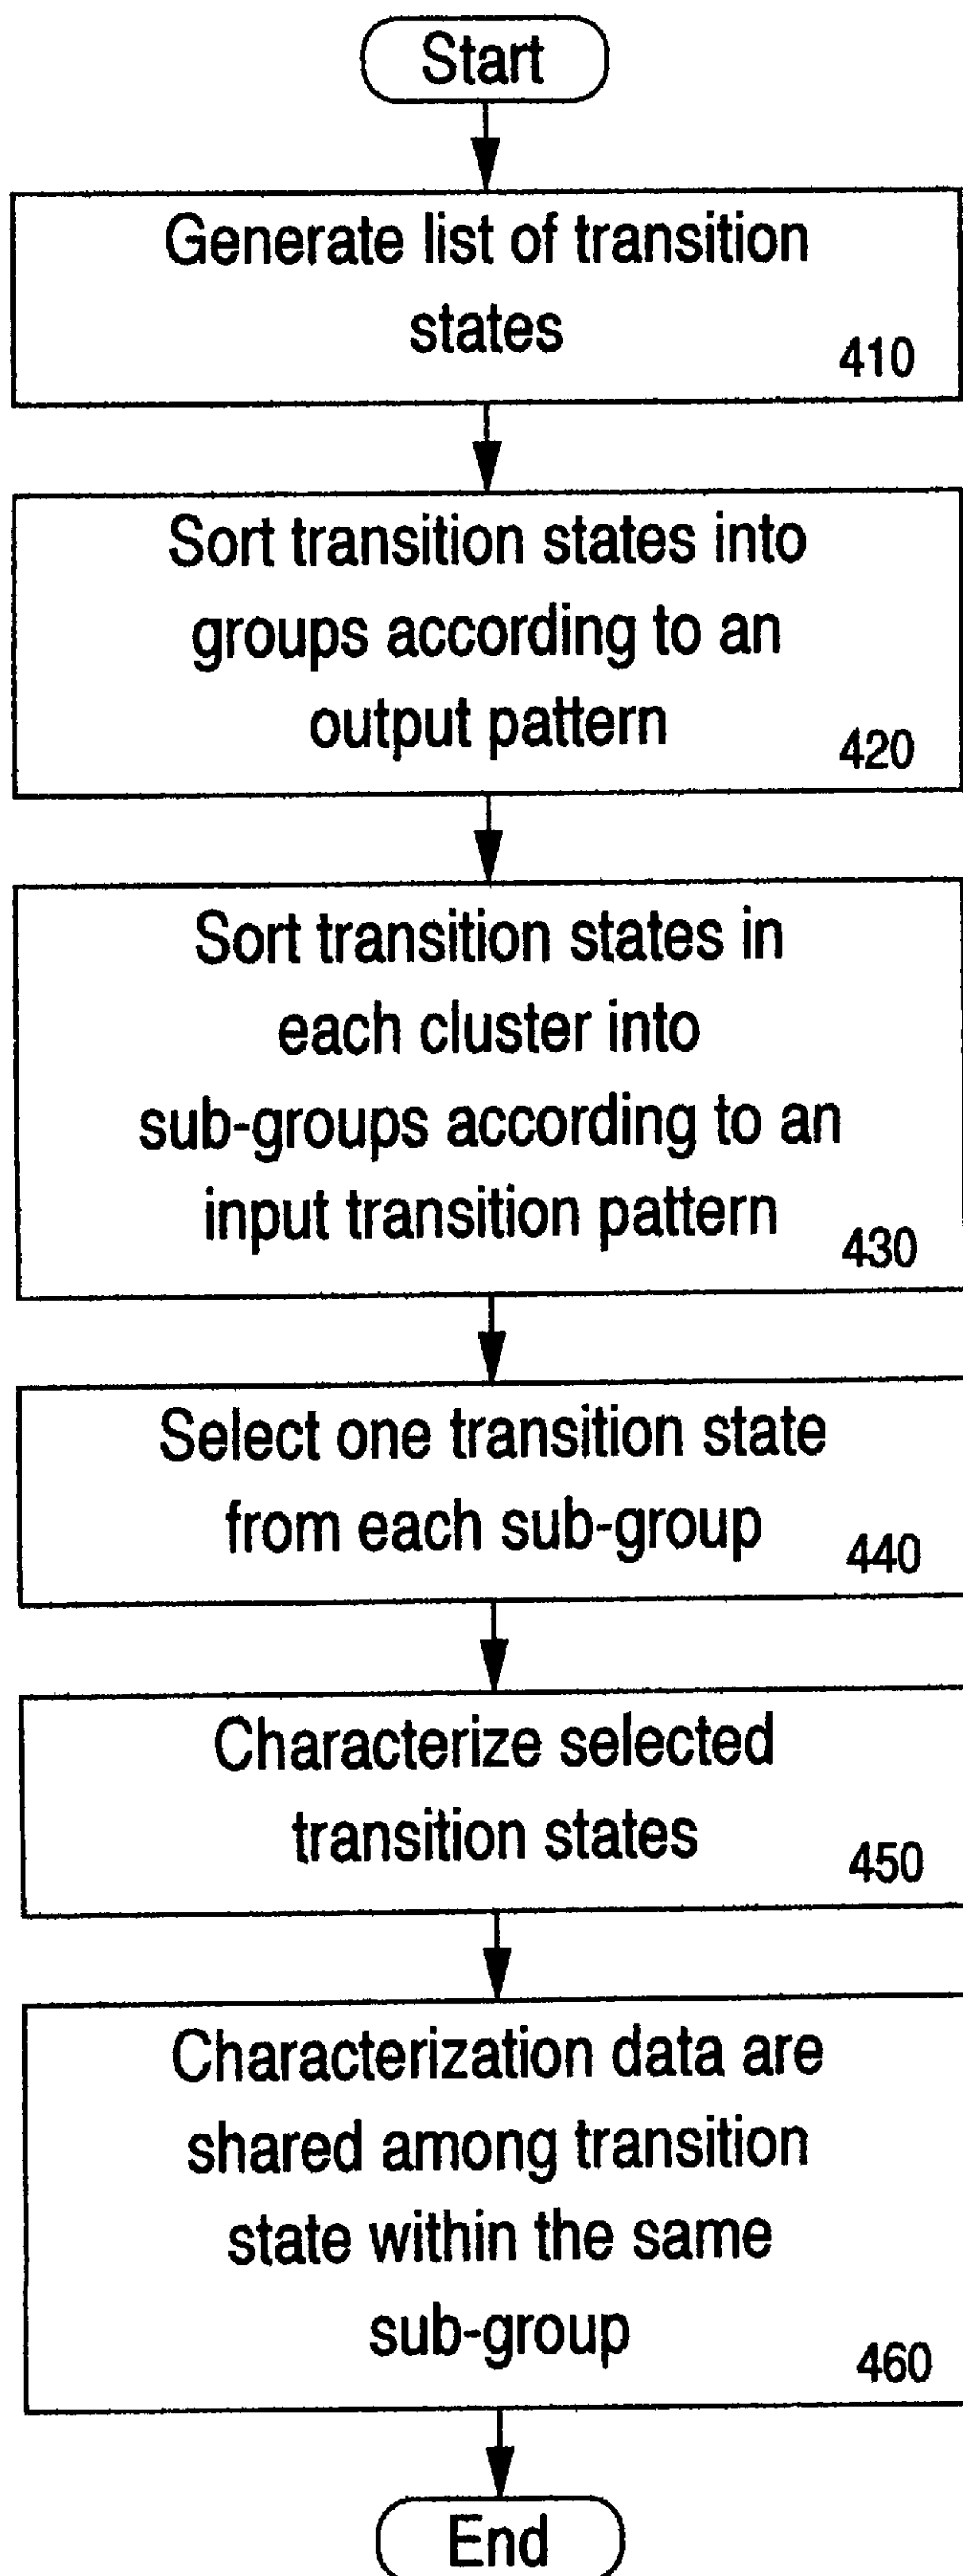 Start
Generate list of transition
states
410
Sort transition states into
groups according to an
output pattern
420
Sort transition states in
each cluster into
sub-groups according to an
input transition pattern
430
Select one transition state
from each sub-group
440
Characterize selected
transition states
450
Characterization data are
shared among transition
state within the same
sub-group
460
End